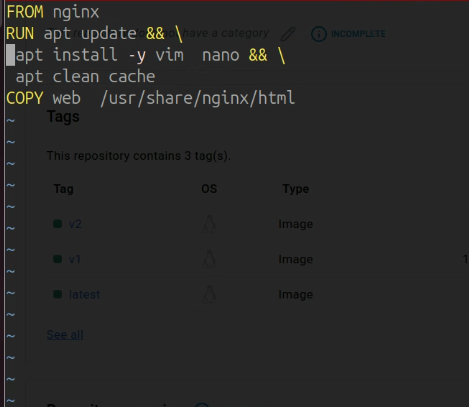 FROM nginx
RUN apt update && \
have a category INCOMPLETE
apt install -y vim  nano && \
apt clean cache
COPY web  /usr/share/nginx/html
~
Tags
~
~
This repository contains 3 tag(s).
~
Tag OS Type
~
~
v2 Image
~
~
v1 Image 1
~
latest Image
~
~
See all
~
~
~
~